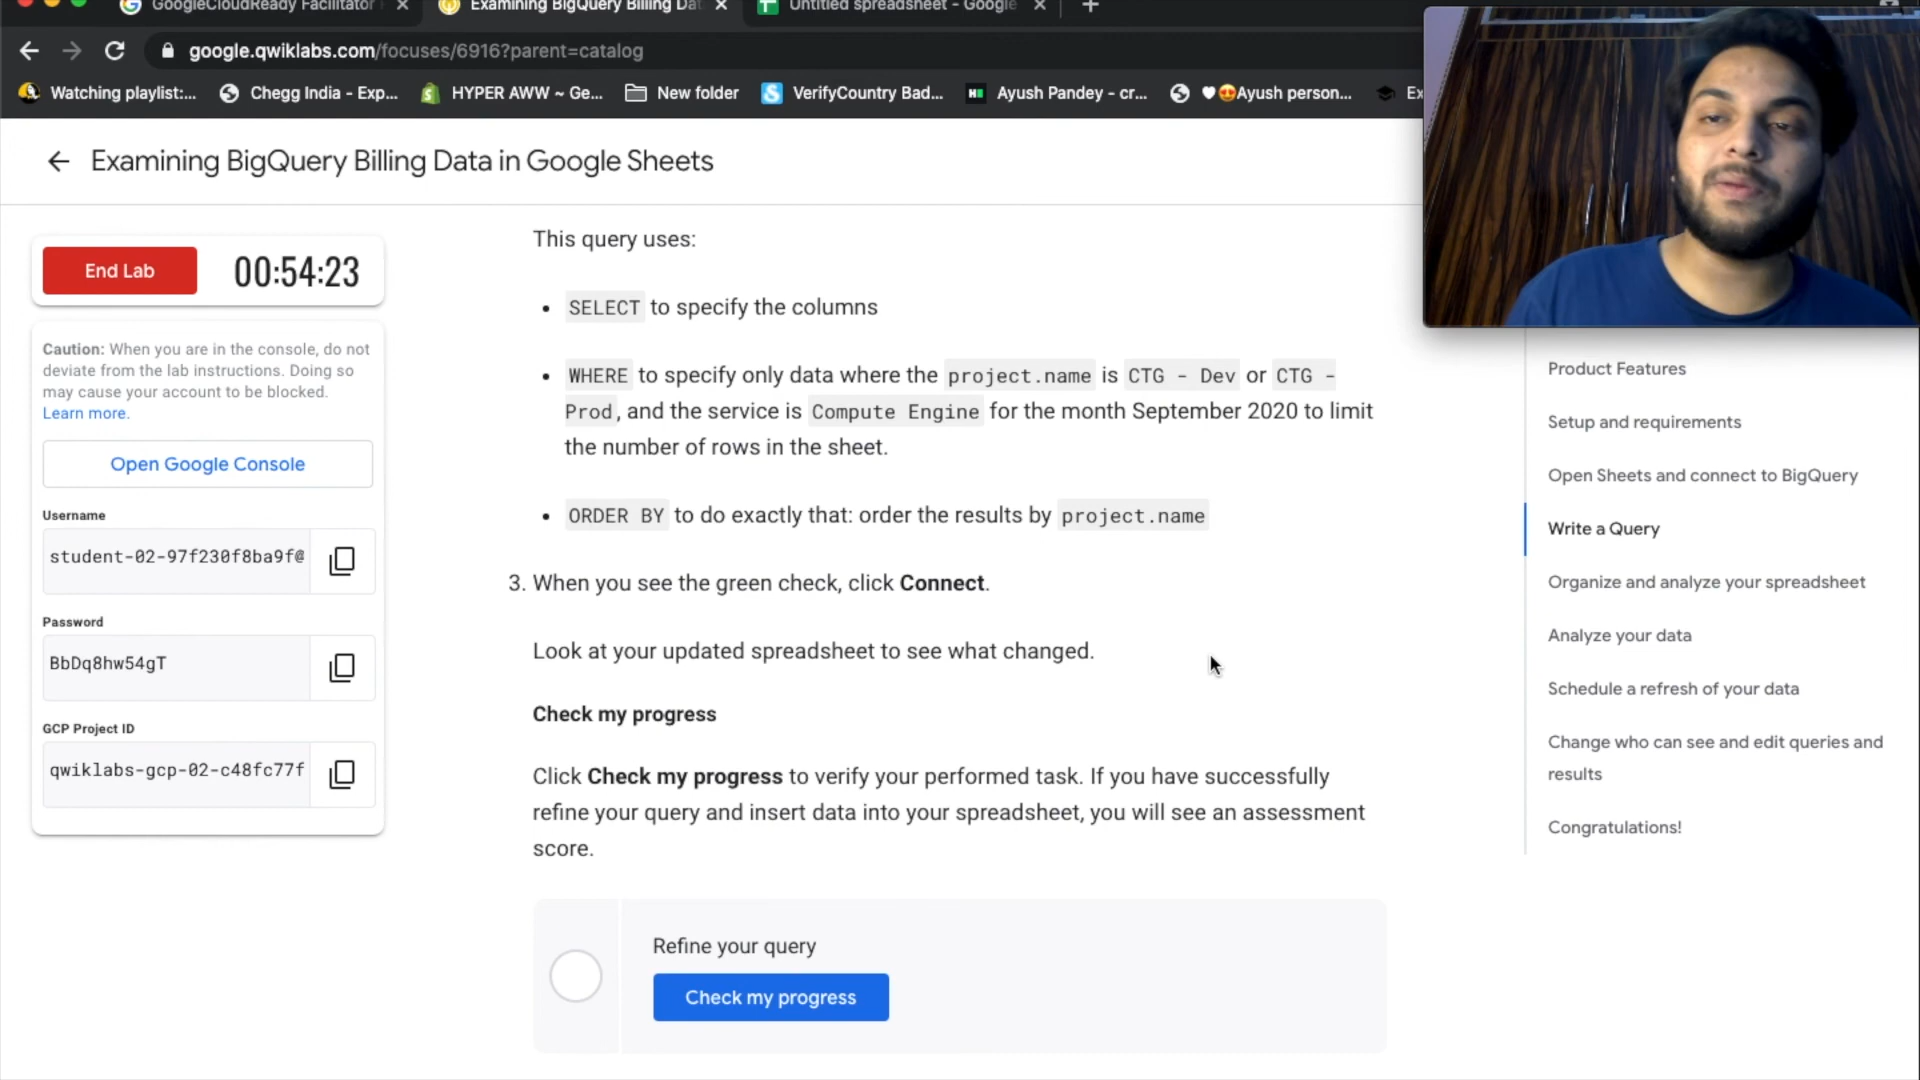 GoogleCloudReady Facilitator
Examining BigQuery Billing Dat
Untitled spreadsheet - Google
google.qwiklabs.com/focuses/6916?parent=catalog
Watching playlist:...
Chegg India - Exp...
HYPER AWW ~ Ge...
New folder
VerifyCountry Bad...
Ayush Pandey - cr...
♥😍Ayush person...
Ex
Examining BigQuery Billing Data in Google Sheets
End Lab
00:54:23
Caution: When you are in the console, do not
deviate from the lab instructions. Doing so
may cause your account to be blocked.
Learn more.
Open Google Console
Username
student-02-97f230f8ba9f@
Password
BbDq8hw54gT
GCP Project ID
qwiklabs-gcp-02-c48fc77f
This query uses:
• SELECT to specify the columns
• WHERE to specify only data where the project.name is CTG - Dev or CTG -
Prod, and the service is Compute Engine for the month September 2020 to limit
the number of rows in the sheet.
• ORDER BY to do exactly that: order the results by project.name
3. When you see the green check, click Connect.
Look at your updated spreadsheet to see what changed.
Check my progress
Click Check my progress to verify your performed task. If you have successfully
refine your query and insert data into your spreadsheet, you will see an assessment
score.
Refine your query
Check my progress
Product Features
Setup and requirements
Open Sheets and connect to BigQuery
Write a Query
Organize and analyze your spreadsheet
Analyze your data
Schedule a refresh of your data
Change who can see and edit queries and
results
Congratulations!